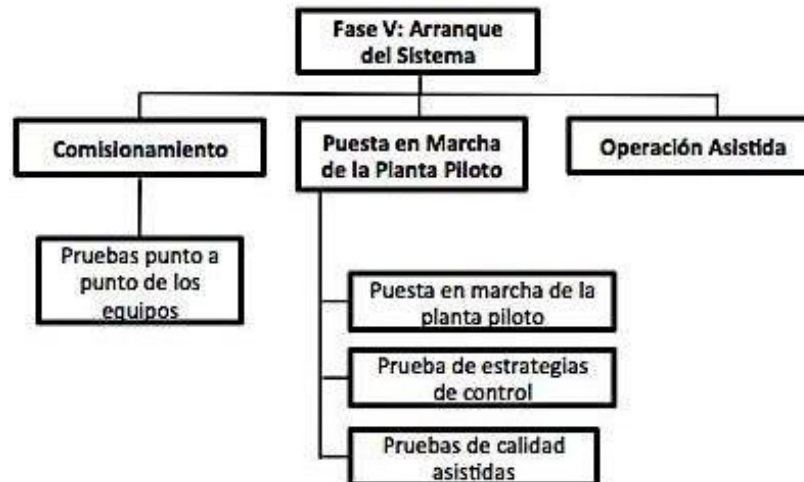 Fase V: Arranque
del Sistema
Comisionamiento
Puesta en Marcha
de la Planta Piloto
Operación Asistida
Pruebas punto a
punto de los
equipos
Puesta en marcha de la
planta piloto
Prueba de estrategias
de control
Pruebas de calidad
asistidas